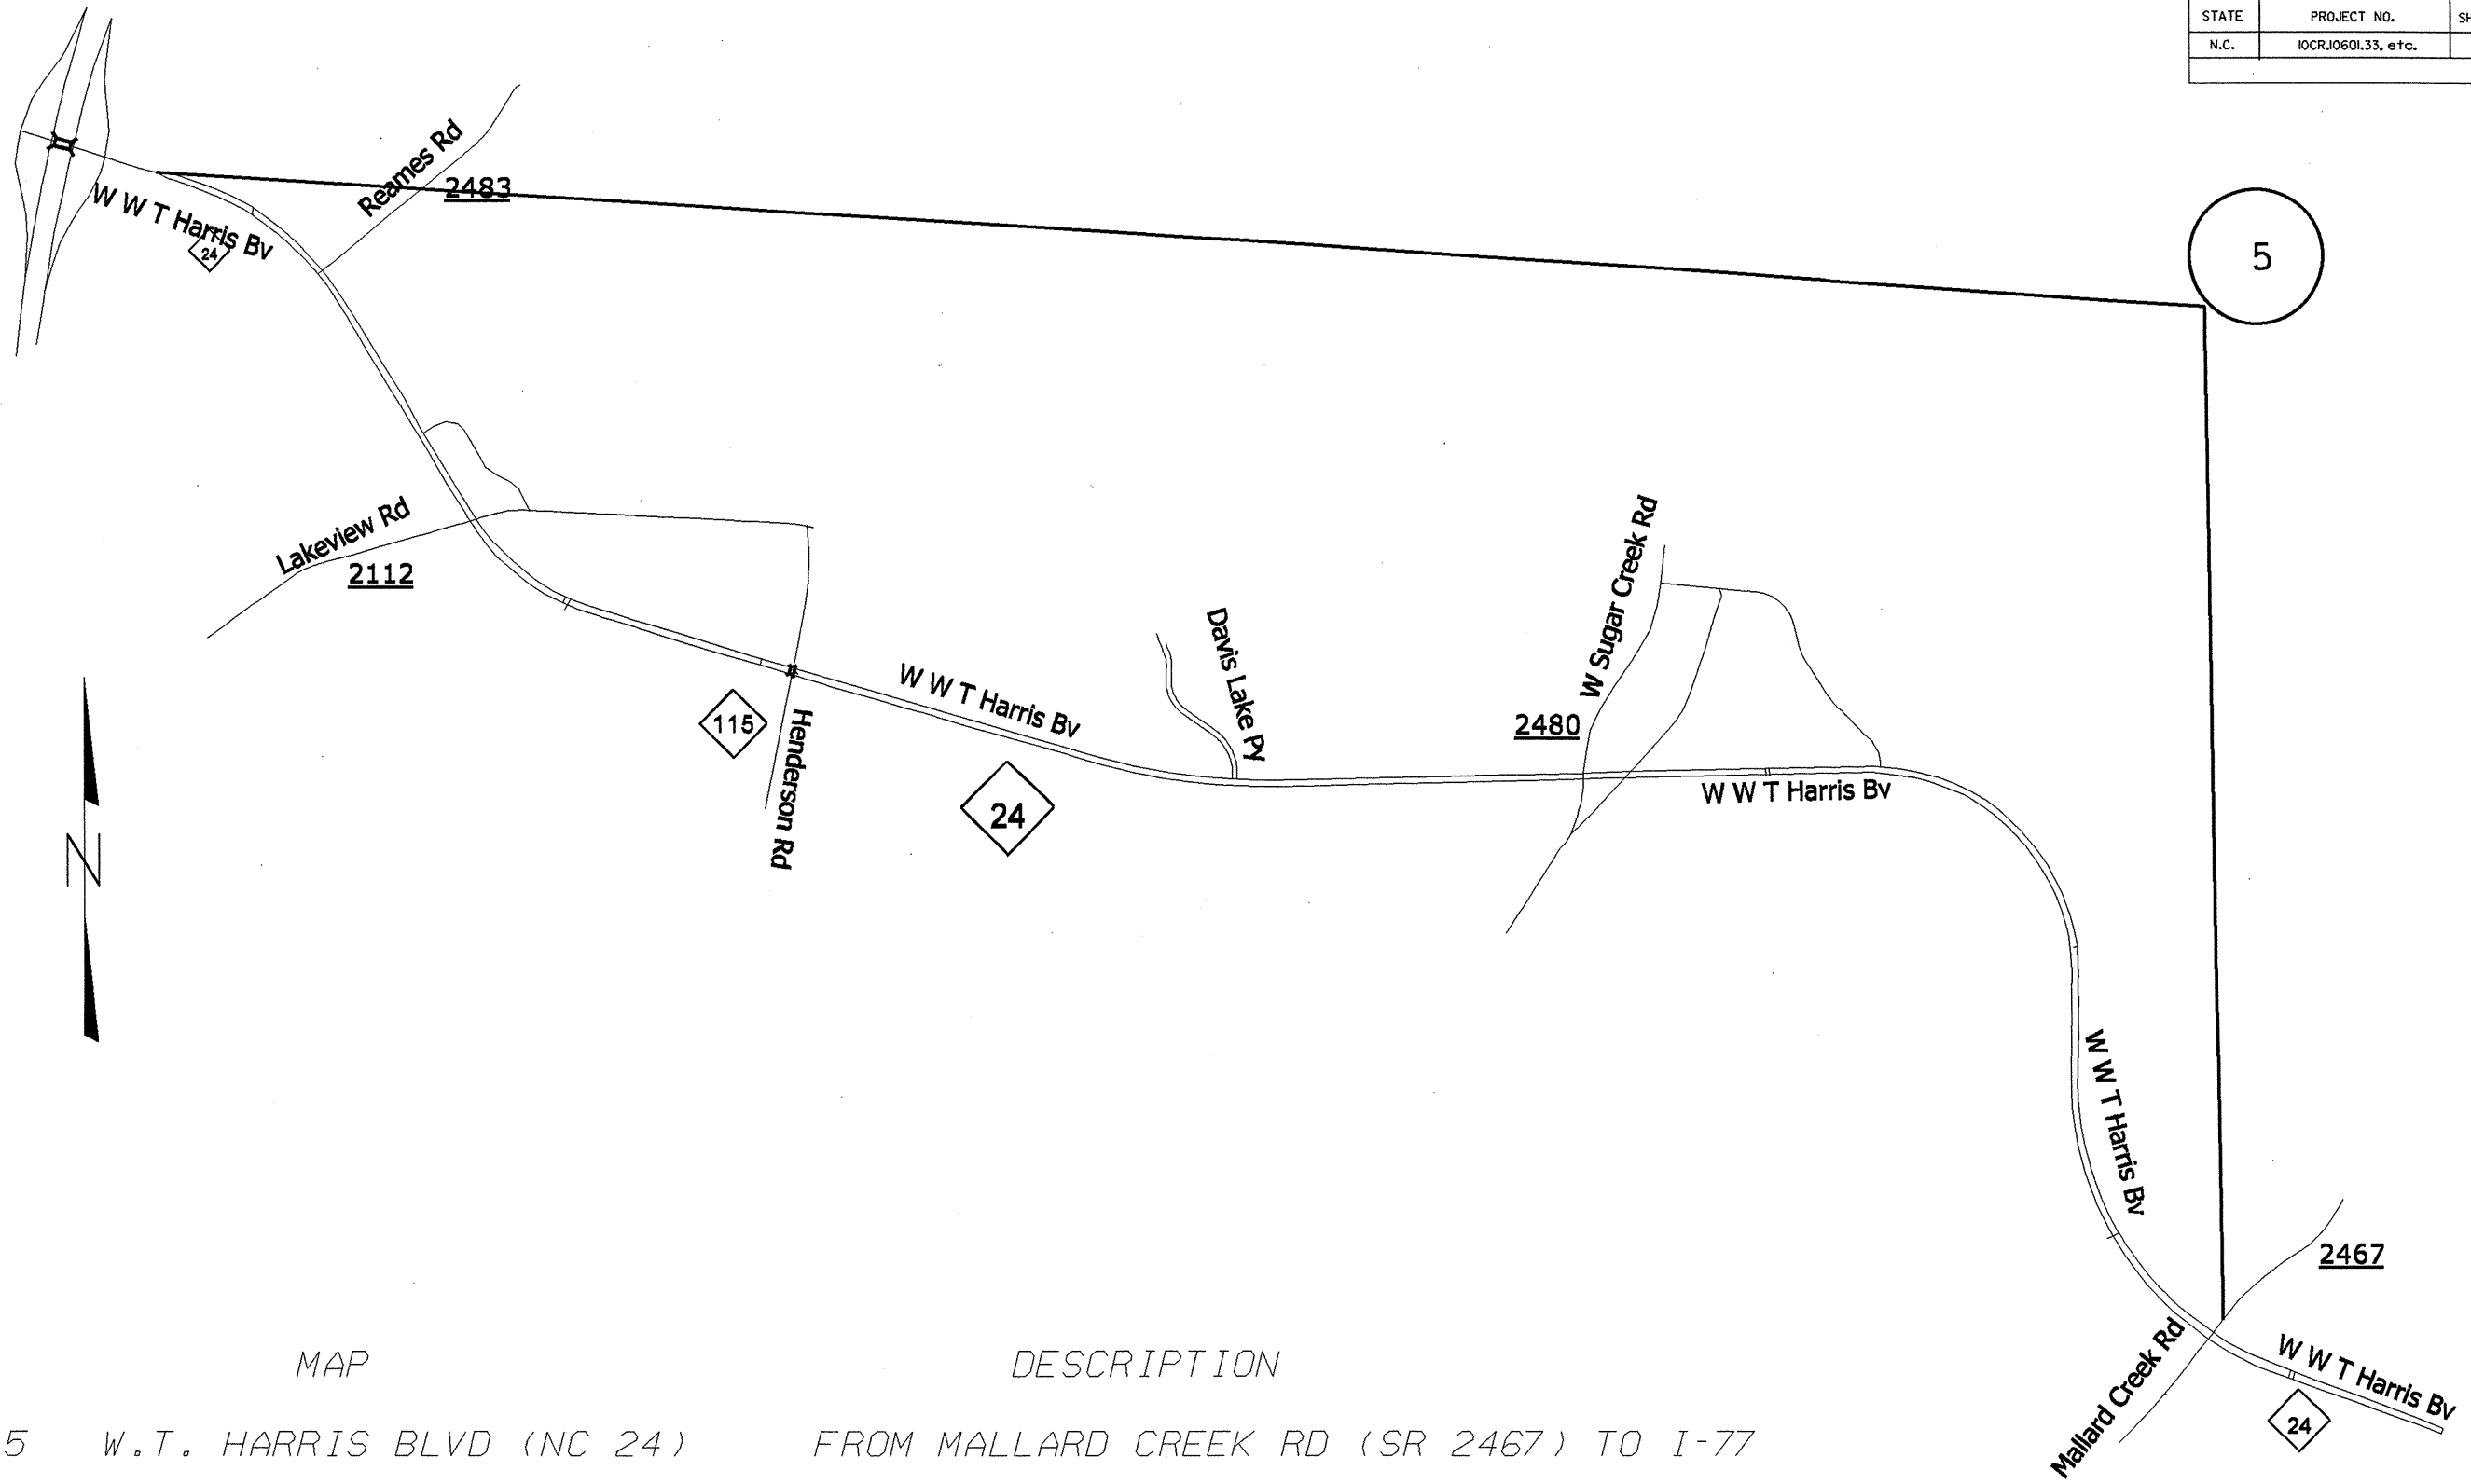 STATE PROJECT NO. SH
N.C. 10CR.10601.33, etc.
Reames Rd
2483
W W T Harris Bv
24
5
Lakeview Rd
2112
W Sugar Creek Rd
2480
Davis Lake Py
W W T Harris Bv
115
Henderson Rd
24
W W T Harris Bv
N
W W T Harris Bv
2467
Mallard Creek Rd
W W T Harris Bv
24
MAP DESCRIPTION
5 W.T. HARRIS BLVD (NC 24) FROM MALLARD CREEK RD (SR 2467) TO I-77